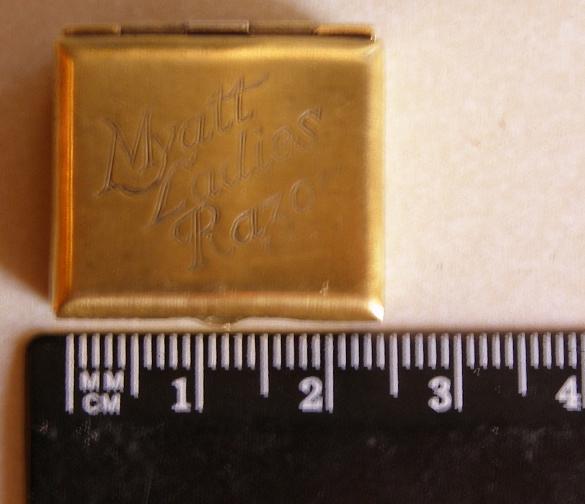 Myatt
Ladies
Razor
MM
CM 1 2 3 4